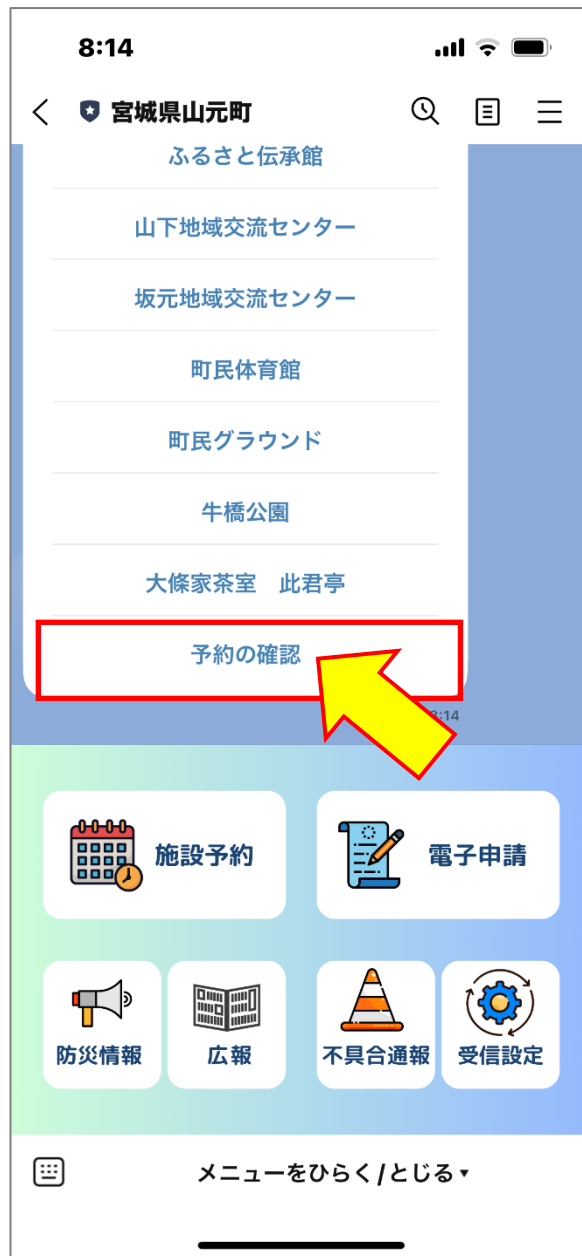 8:14
宮城県山元町
ふるさと伝承館
山下地域交流センター
坂元地域交流センター
町民体育館
町民グラウンド
牛橋公園
大條家茶室　此君亭
予約の確認
8:14
施設予約
電子申請
防災情報
広報
不具合通報
受信設定
メニューをひらく/とじる▾